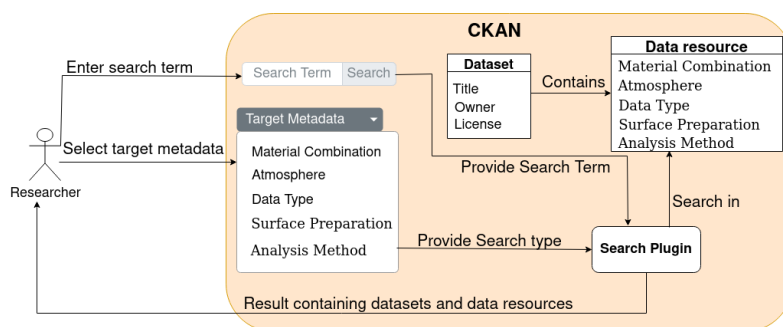 CKAN
Enter search term
Search Term
Search
Dataset
Title
Owner
License
Contains
Data resource
Material Combination
Atmosphere
Data Type
Surface Preparation
Analysis Method
Target Metadata
Select target metadata
Material Combination
Atmosphere
Data Type
Surface Preparation
Analysis Method
Researcher
Provide Search Term
Search in
Provide Search type
Search Plugin
Result containing datasets and data resources